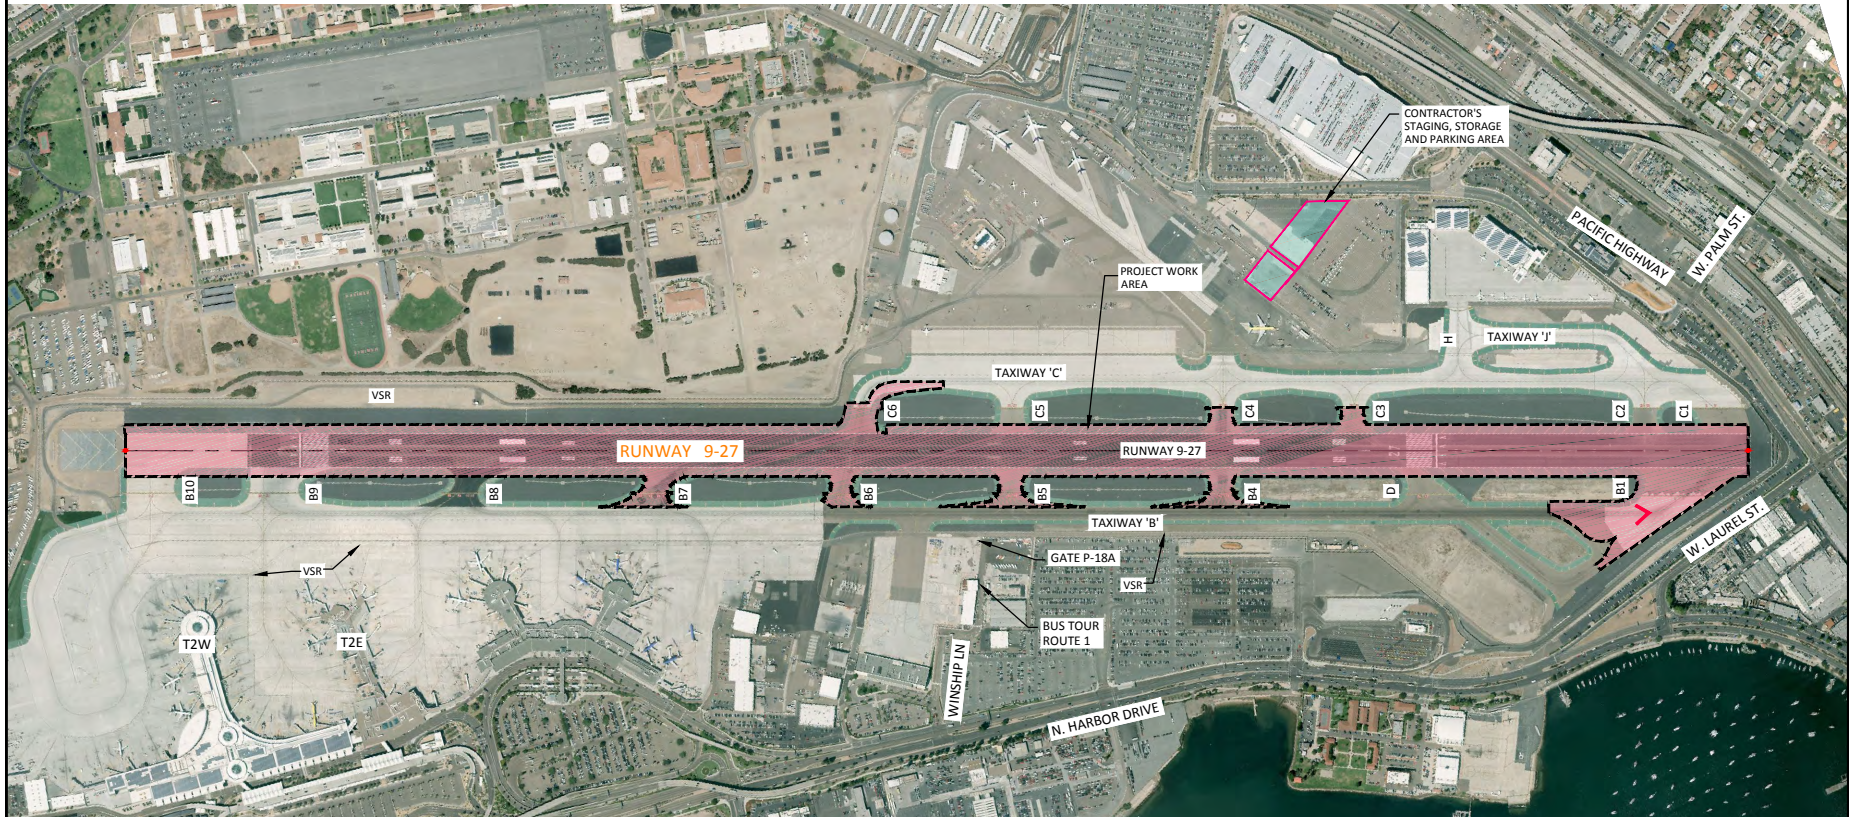 CONTRACTOR'S
STAGING, STORAGE
AND PARKING AREA
PACIFIC HIGHWAY
W. PALM ST.
PROJECT WORK
AREA
H
TAXIWAY 'J'
TAXIWAY 'C'
VSR
C6
C5
C4
C3
C2
C1
RUNWAY 9-27
RUNWAY 9-27
B10
B9
B8
B7
B6
B5
B4
D
B1
TAXIWAY 'B'
W. LAUREL ST.
GATE P-18A
VSR
VSR
BUS TOUR
ROUTE 1
T2W
T2E
WINSHIP LN
N. HARBOR DRIVE